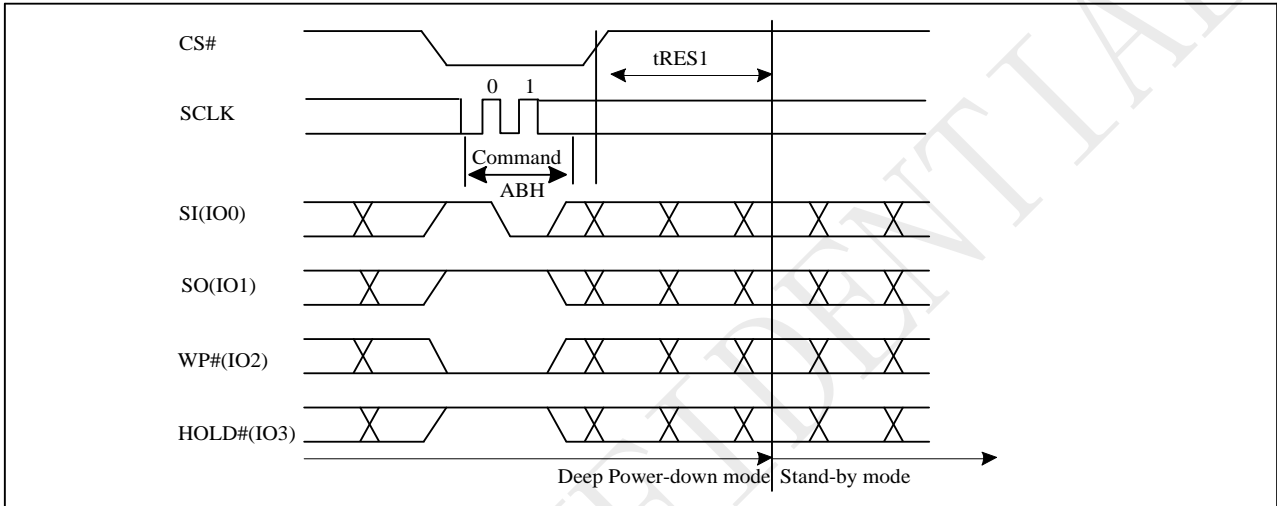 CS#
tRES1
0 1
SCLK
Command
ABH
SI(IO0)
SO(IO1)
WP#(IO2)
HOLD#(IO3)
Deep Power-down mode Stand-by mode
IDENTIAL